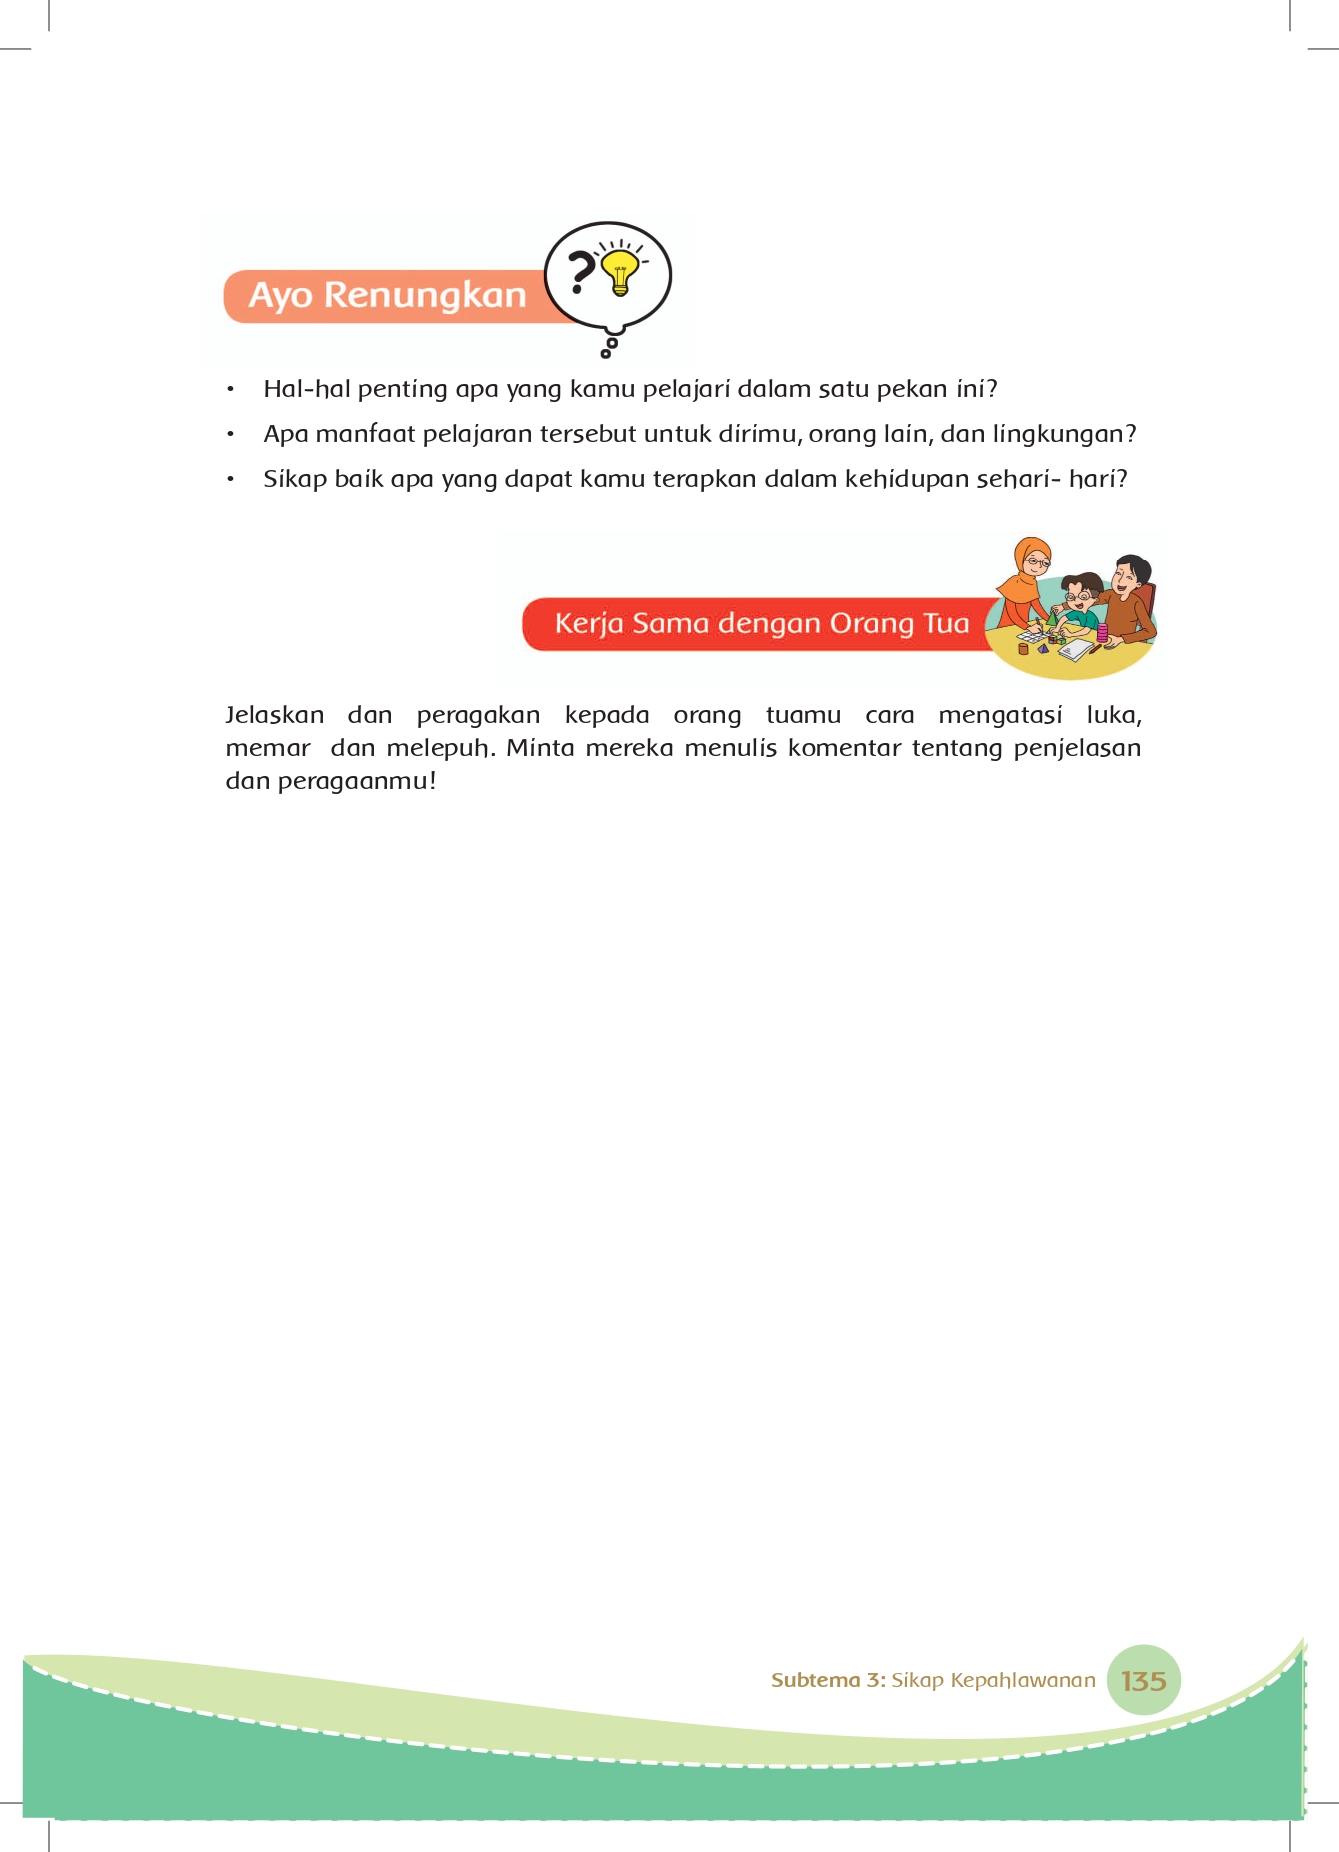 Ayo Renungkan
?
• Hal-hal penting apa yang kamu pelajari dalam satu pekan ini?
• Apa manfaat pelajaran tersebut untuk dirimu, orang lain, dan lingkungan?
• Sikap baik apa yang dapat kamu terapkan dalam kehidupan sehari- hari?
Kerja Sama dengan Orang Tua
Jelaskan dan peragakan kepada orang tuamu cara mengatasi luka,
memar dan melepuh. Minta mereka menulis komentar tentang penjelasan
dan peragaanmu!
Subtema 3: Sikap Kepahlawanan 135